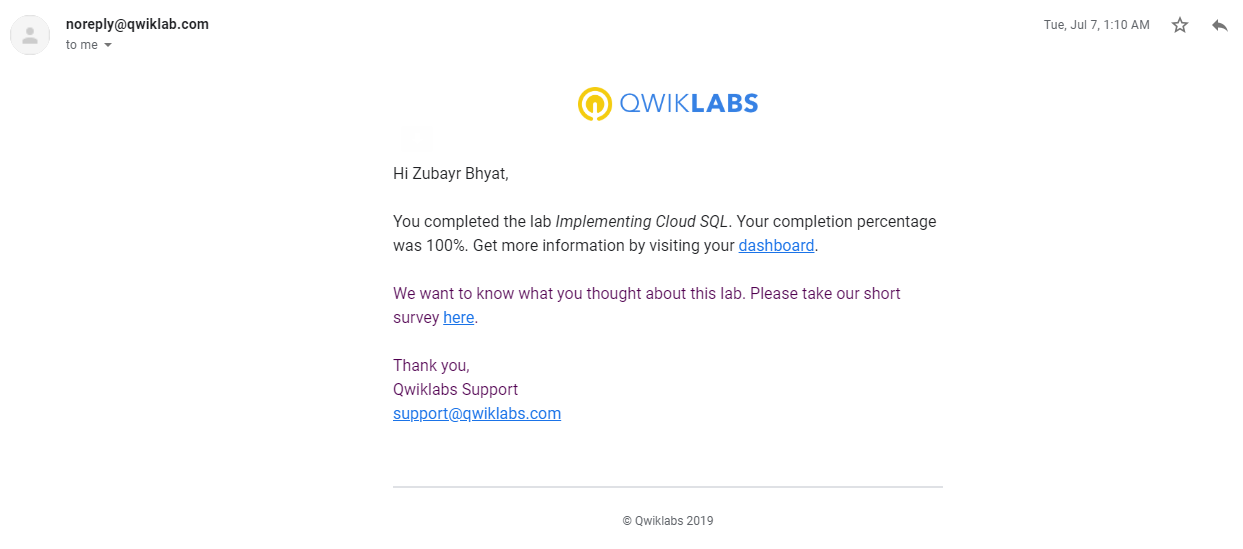 noreply@qwiklab.com
Tue, Jul 7, 1:10 AM
to me
QWIKLABS
Hi Zubayr Bhyat,
You completed the lab Implementing Cloud SQL. Your completion percentage
was 100%. Get more information by visiting your dashboard.
We want to know what you thought about this lab. Please take our short
survey here.
Thank you,
Qwiklabs Support
support@qwiklabs.com
© Qwiklabs 2019